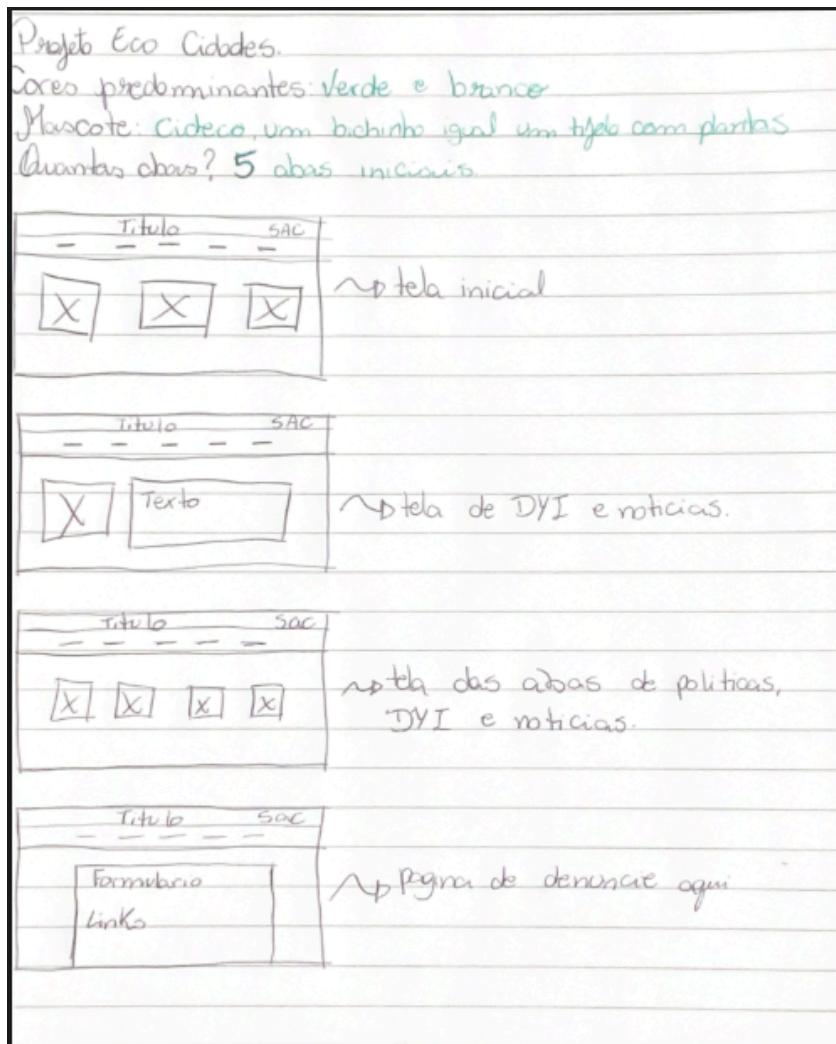 Projeto Eco Cidades.
Cores predominantes: Verde e branco
Mascote: Cideco, um bichinho igual um tijolo com plantas
Quantas abas? 5 abas iniciais
Titulo SAC
X X X
tela inicial
Titulo SAC
X Texto
tela de DYI e noticias.
Titulo Sac
X X X X
tela das abas de politicas,
DYI e noticias.
Titulo Sac
Formulario
Links
pagina de denuncie aqui